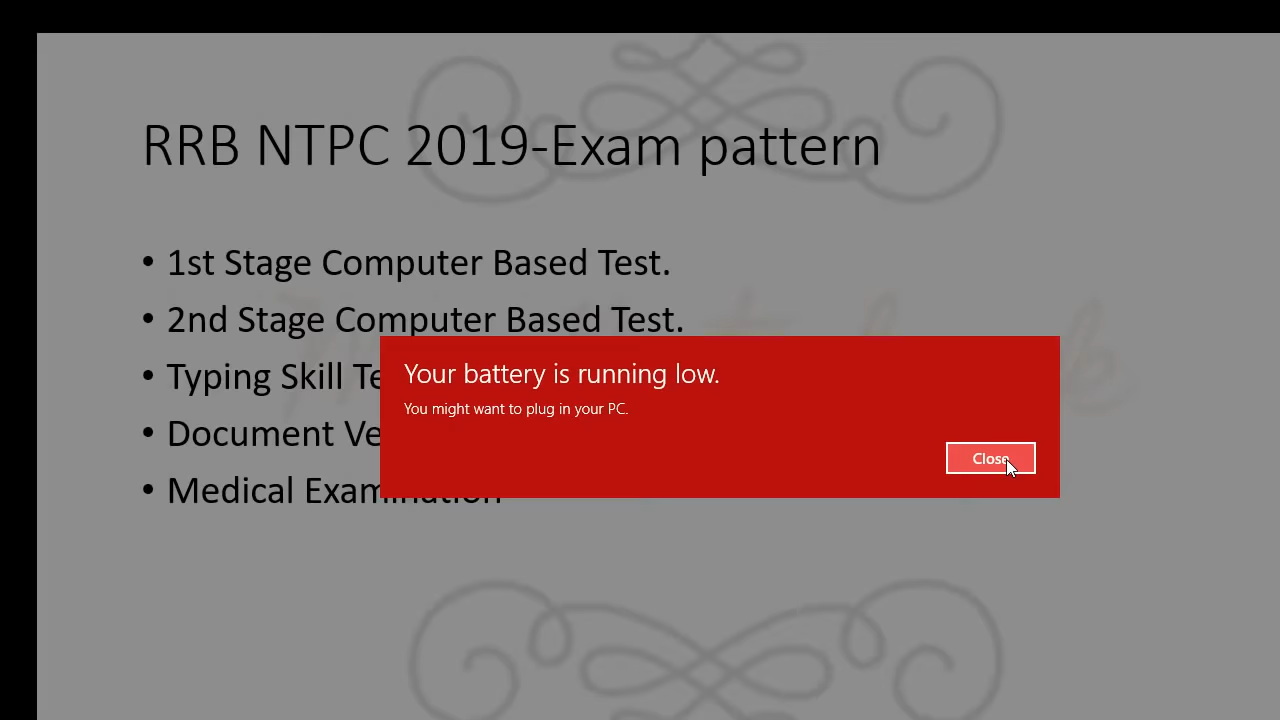 RRB NTPC 2019-Exam pattern
• 1st Stage Computer Based Test.
• 2nd Stage Computer Based Test.
• Typing Skill
• Document
• Medical Examination
Your battery is running low.
You might want to plug in your PC.
Close